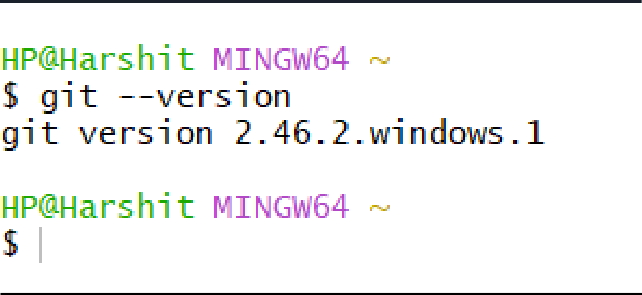 HP@Harshit MINGW64 ~
$ git --version
git version 2.46.2.windows.1
HP@Harshit MINGW64 ~
$